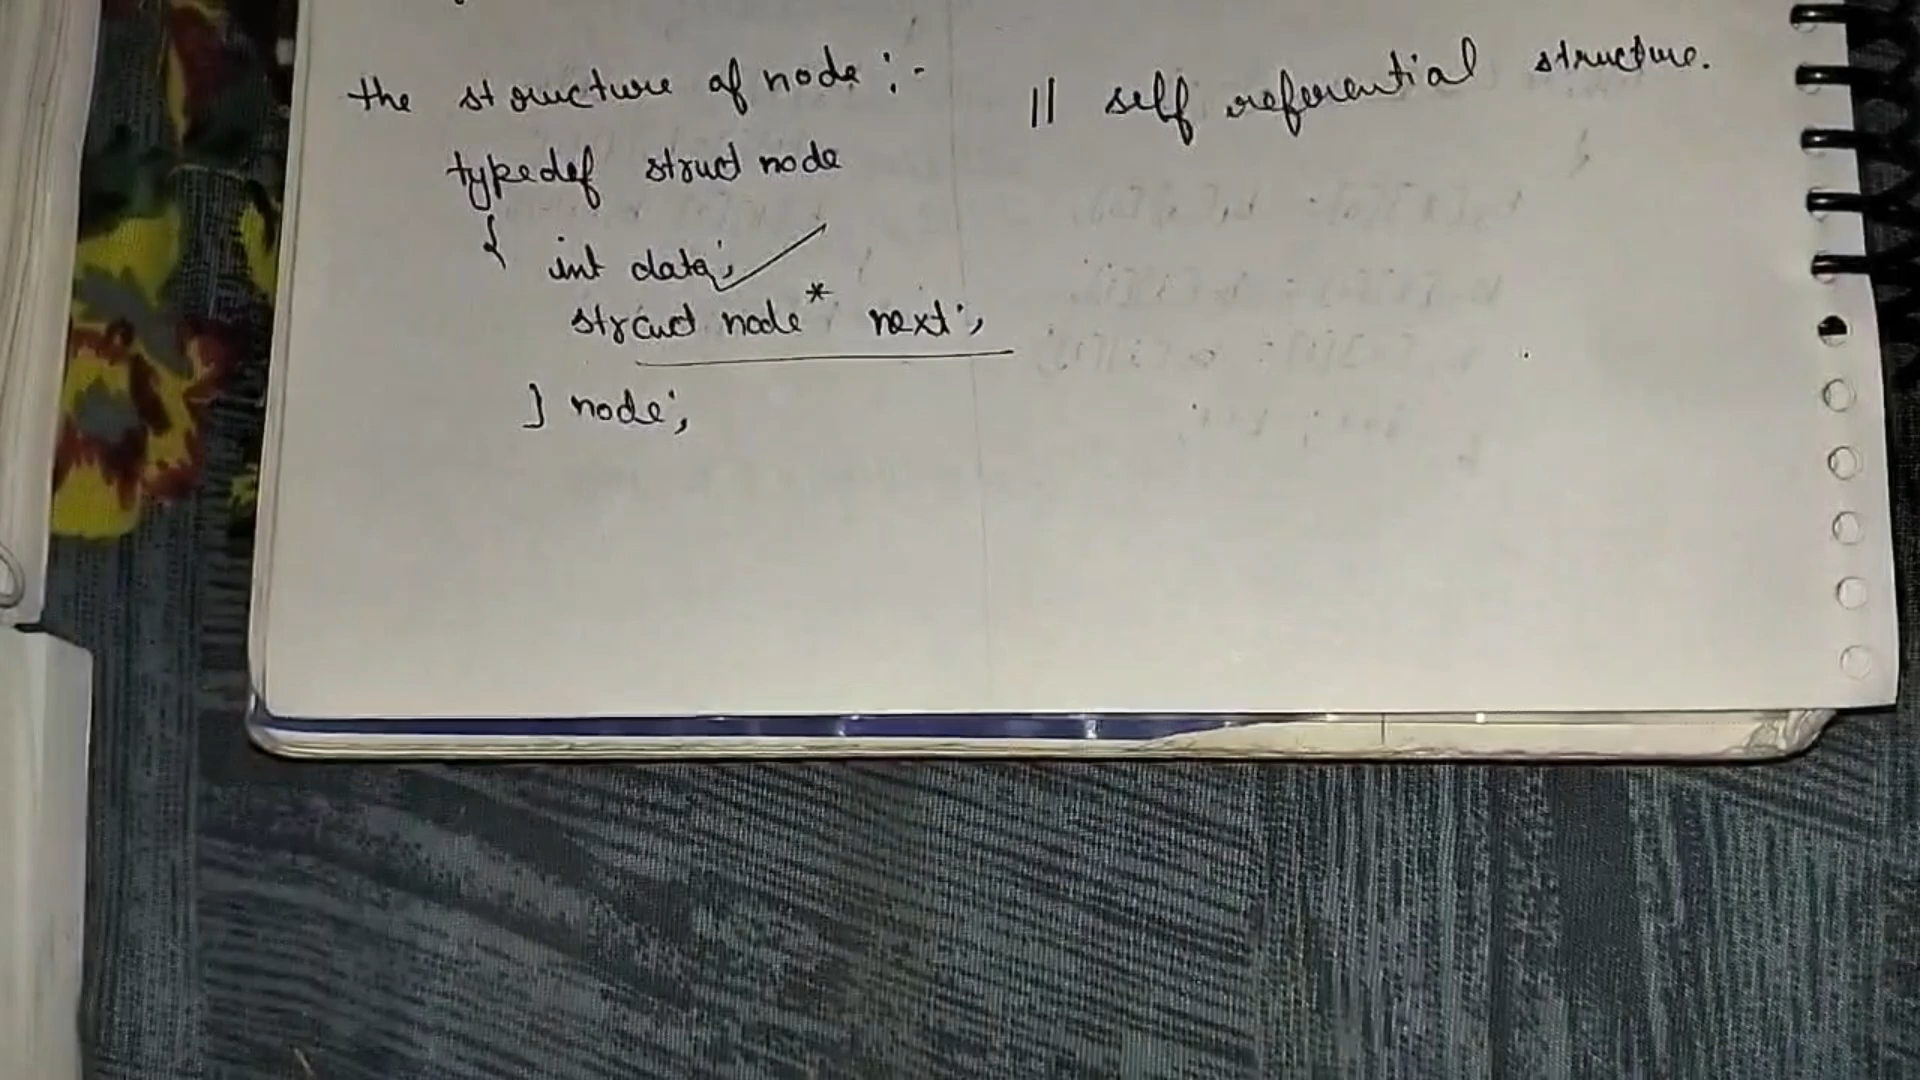 the structure of node :- // self referential structure.
typedef struct node
{
int data;
struct node* next;
} node;